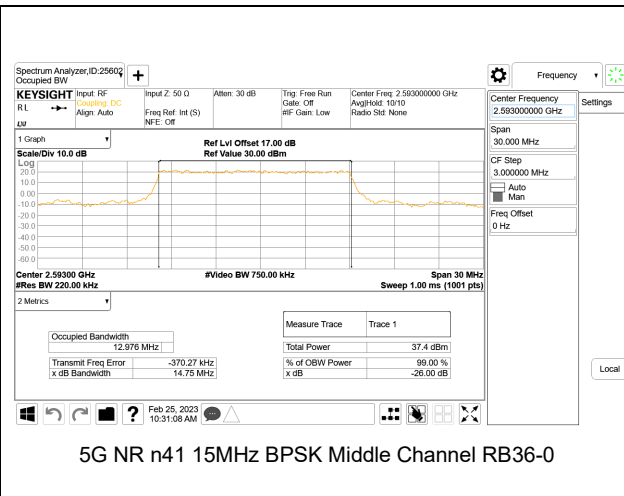 Spectrum Analyzer,ID:25602
Occupied BW
+
Frequency
KEYSIGHT
RL
Input: RF
Coupling: DC
Align: Auto
Input Z: 50 Ω
Freq Ref: Int (S)
NFE: Off
Atten: 30 dB
Trig: Free Run
Gate: Off
#IF Gain: Low
Center Freq: 2.593000000 GHz
Avg|Hold: 10/10
Radio Std: None
Center Frequency
2.593000000 GHz
Settings
Span
30.000 MHz
CF Step
3.000000 MHz
Auto
Man
Freq Offset
0 Hz
Local
1 Graph
Scale/Div 10.0 dB
Ref Lvl Offset 17.00 dB
Ref Value 30.00 dBm
Log
20.0
10.0
0.00
-10.0
-20.0
-30.0
-40.0
-50.0
-60.0
Center 2.59300 GHz
#Video BW 750.00 kHz
Span 30 MHz
#Res BW 220.00 kHz
Sweep 1.00 ms (1001 pts)
2 Metrics
Measure Trace
Trace 1
Occupied Bandwidth
12.976 MHz
Total Power
37.4 dBm
Transmit Freq Error
-370.27 kHz
% of OBW Power
99.00 %
x dB Bandwidth
14.75 MHz
x dB
-26.00 dB
?
Feb 25, 2023
10:31:08 AM
5G NR n41 15MHz BPSK Middle Channel RB36-0